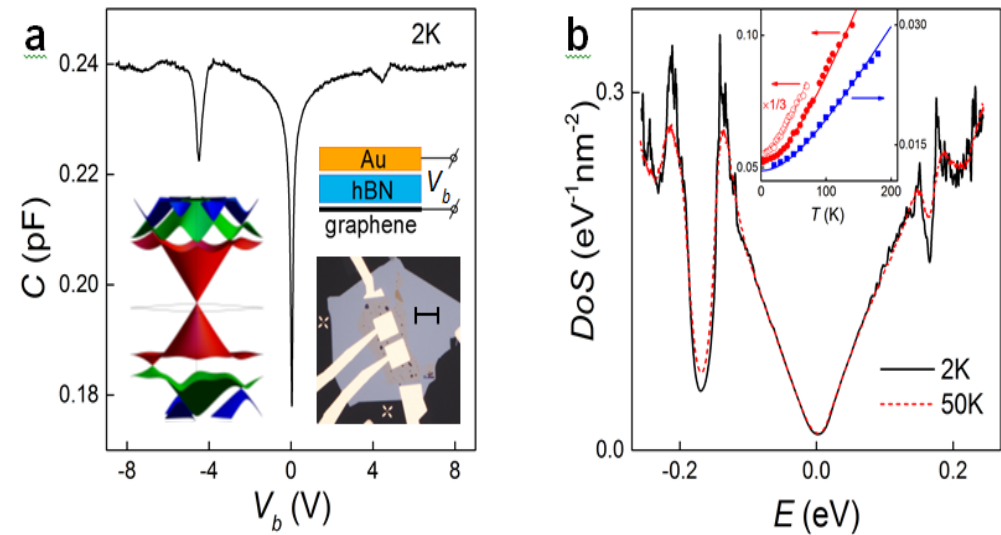 a
2K
0.24
0.22
0.20
0.18
C (pF)
Au
hBN
graphene
V_b
-8
-4
0
4
8
V_b (V)
b
0.3
0.0
DoS (eV⁻¹nm⁻²)
0.10
0.05
×1/3
0.030
0.015
0
100
200
T (K)
2K
50K
-0.2
0.0
0.2
E (eV)